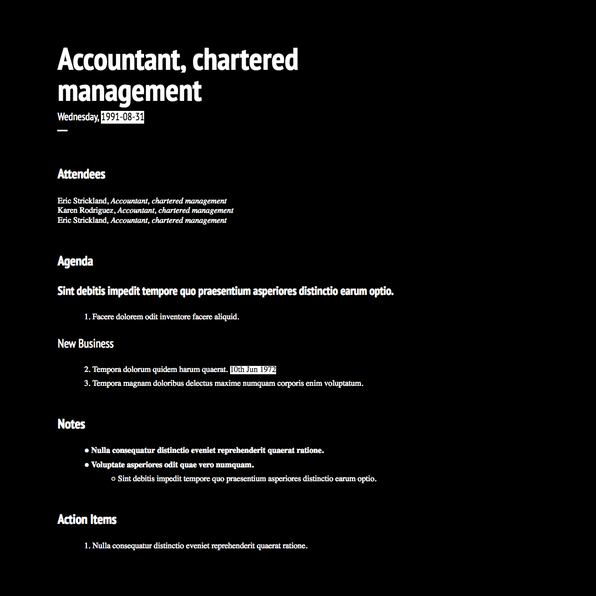 Accountant, chartered
management
Wednesday, 1991-08-31
Attendees
Eric Strickland, Accountant, chartered management
Karen Rodriguez, Accountant, chartered management
Eric Strickland, Accountant, chartered management
Agenda
Sint debitis impedit tempore quo praesentium asperiores distinctio earum optio.
1. Facere dolorem odit inventore facere aliquid.
New Business
2. Tempora dolorum quidem harum quaerat. 10th Jun 1972
3. Tempora magnam doloribus delectus maxime numquam corporis enim voluptatum.
Notes
● Nulla consequatur distinctio eveniet reprehenderit quaerat ratione.
● Voluptate asperiores odit quae vero numquam.
○ Sint debitis impedit tempore quo praesentium asperiores distinctio earum optio.
Action Items
1. Nulla consequatur distinctio eveniet reprehenderit quaerat ratione.